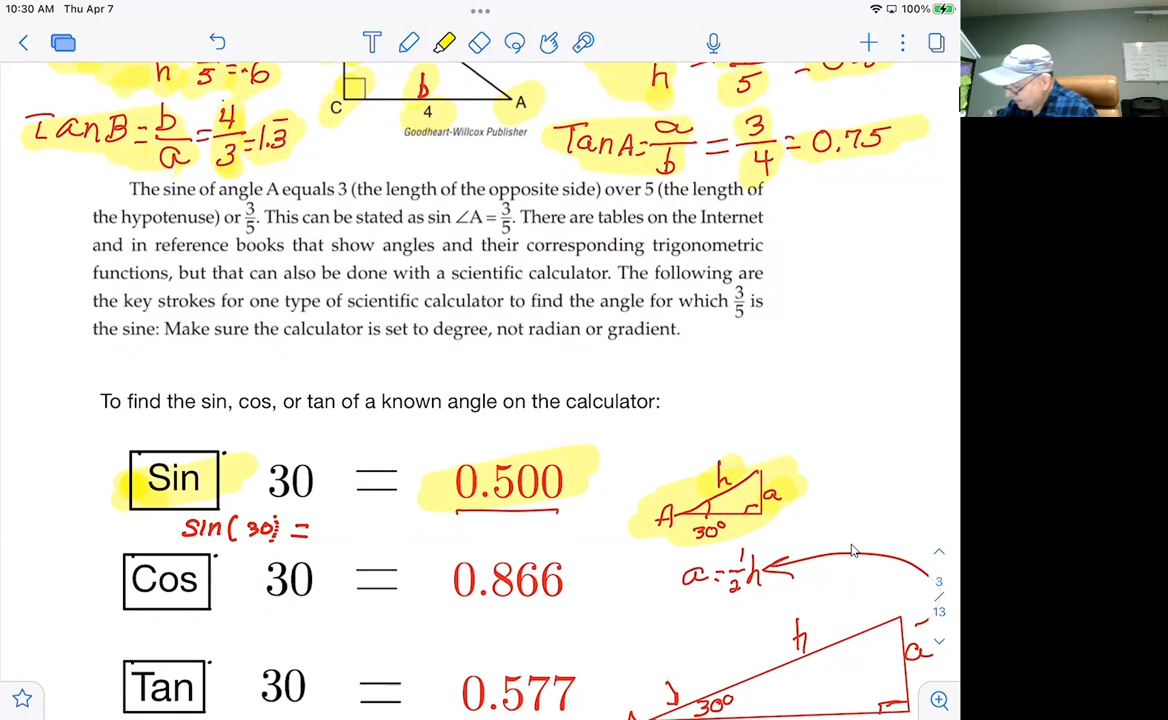 10:30 AM Thu Apr 7
100%
T
h 5 = .6
b
h 5
C
4
A
Goodheart-Willcox Publisher
TanB = b/a = 4/3 = 1.3̅
TanA = a/b = 3/4 = 0.75
The sine of angle A equals 3 (the length of the opposite side) over 5 (the length of
the hypotenuse) or 3/5. This can be stated as sin ∠A = 3/5. There are tables on the Internet
and in reference books that show angles and their corresponding trigonometric
functions, but that can also be done with a scientific calculator. The following are
the key strokes for one type of scientific calculator to find the angle for which 3/5 is
the sine: Make sure the calculator is set to degree, not radian or gradient.
To find the sin, cos, or tan of a known angle on the calculator:
Sin 30 = 0.500
h
a
A
30°
sin(30) =
Cos 30 = 0.866
a = 1/2 h
3
/
13
h
a
Tan 30 = 0.577
30°